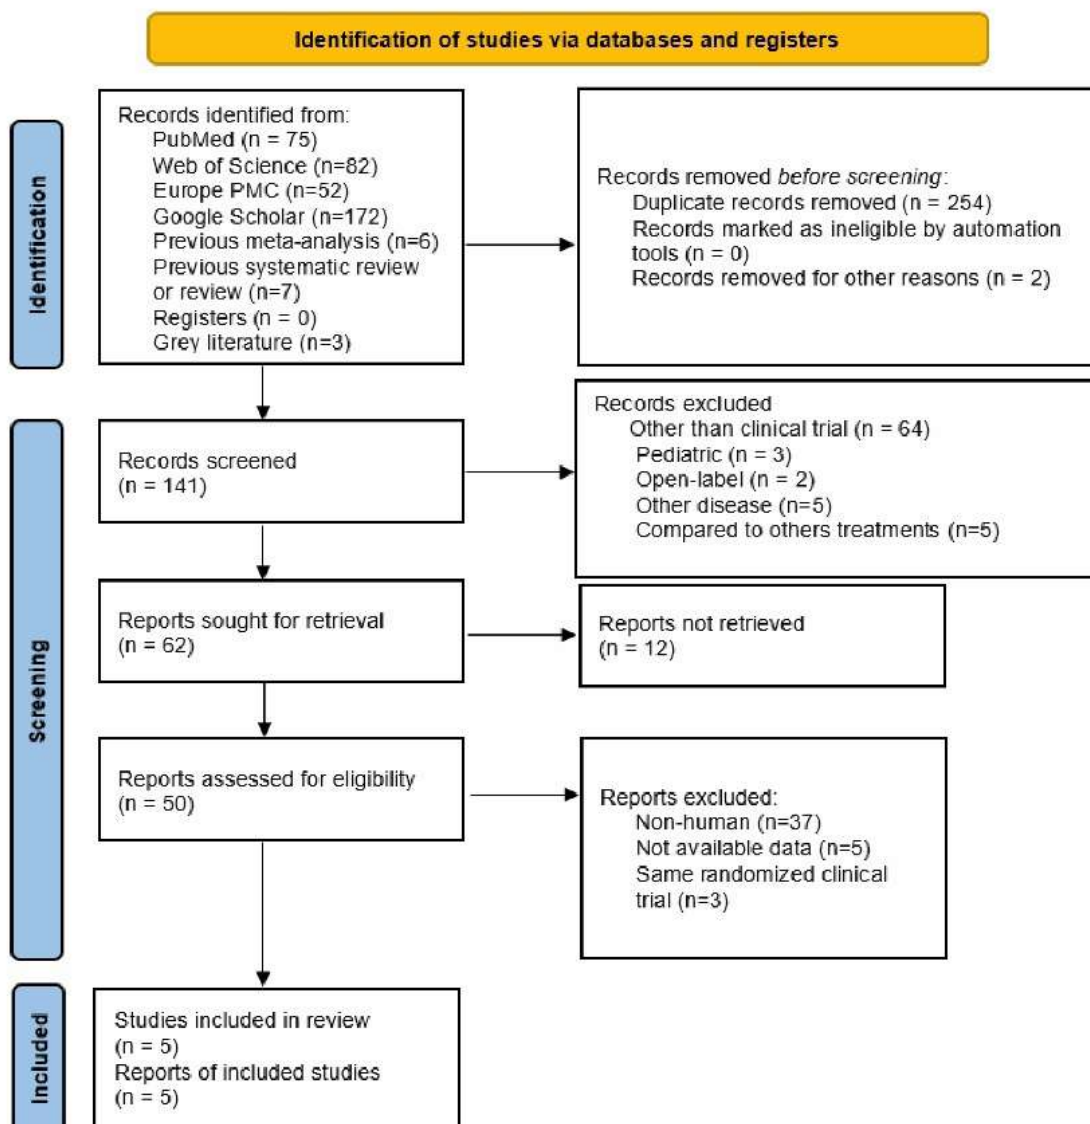 Identification of studies via databases and registers
Identification
Records identified from:
PubMed (n = 75)
Web of Science (n=82)
Europe PMC (n=52)
Google Scholar (n=172)
Previous meta-analysis (n=6)
Previous systematic review
or review (n=7)
Registers (n = 0)
Grey literature (n=3)
Records removed before screening:
Duplicate records removed (n = 254)
Records marked as ineligible by automation
tools (n = 0)
Records removed for other reasons (n = 2)
Screening
Records screened
(n = 141)
Records excluded
Other than clinical trial (n = 64)
Pediatric (n = 3)
Open-label (n = 2)
Other disease (n=5)
Compared to others treatments (n=5)
Reports sought for retrieval
(n = 62)
Reports not retrieved
(n = 12)
Reports assessed for eligibility
(n = 50)
Reports excluded:
Non-human (n=37)
Not available data (n=5)
Same randomized clinical
trial (n=3)
Included
Studies included in review
(n = 5)
Reports of included studies
(n = 5)